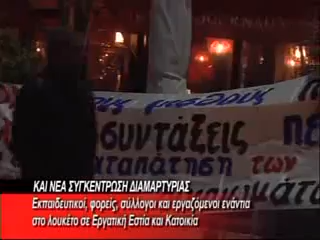 μισθούς
συντάξεις
καταπάτηση των
ΚΑΙ ΝΕΑ ΣΥΓΚΕΝΤΡΩΣΗ ΔΙΑΜΑΡΤΥΡΙΑΣ
Εκπαιδευτικοί, φορείς, σύλλογοι και εργαζόμενοι ενάντια
στο λουκέτο σε Εργατική Εστία και Κατοικία